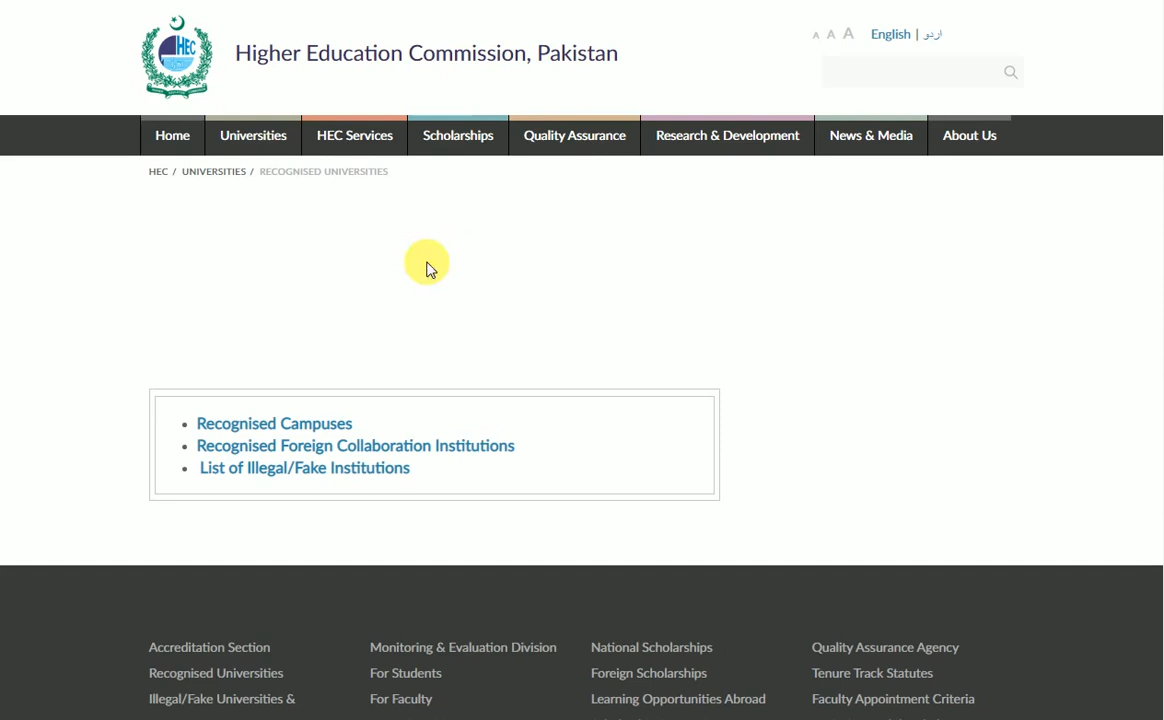 HEC
Higher Education Commission, Pakistan
A A A English | اردو
Home Universities HEC Services Scholarships Quality Assurance Research & Development News & Media About Us
HEC / UNIVERSITIES / RECOGNISED UNIVERSITIES
• Recognised Campuses
• Recognised Foreign Collaboration Institutions
• List of Illegal/Fake Institutions
Accreditation Section Monitoring & Evaluation Division National Scholarships Quality Assurance Agency
Recognised Universities For Students Foreign Scholarships Tenure Track Statutes
Illegal/Fake Universities & For Faculty Learning Opportunities Abroad Faculty Appointment Criteria